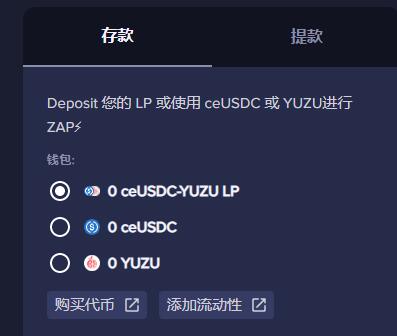 存款
提款
Deposit 您的 LP 或使用 ceUSDC 或 YUZU进行
ZAP⚡
钱包:
0 ceUSDC-YUZU LP
0 ceUSDC
0 YUZU
购买代币
添加流动性